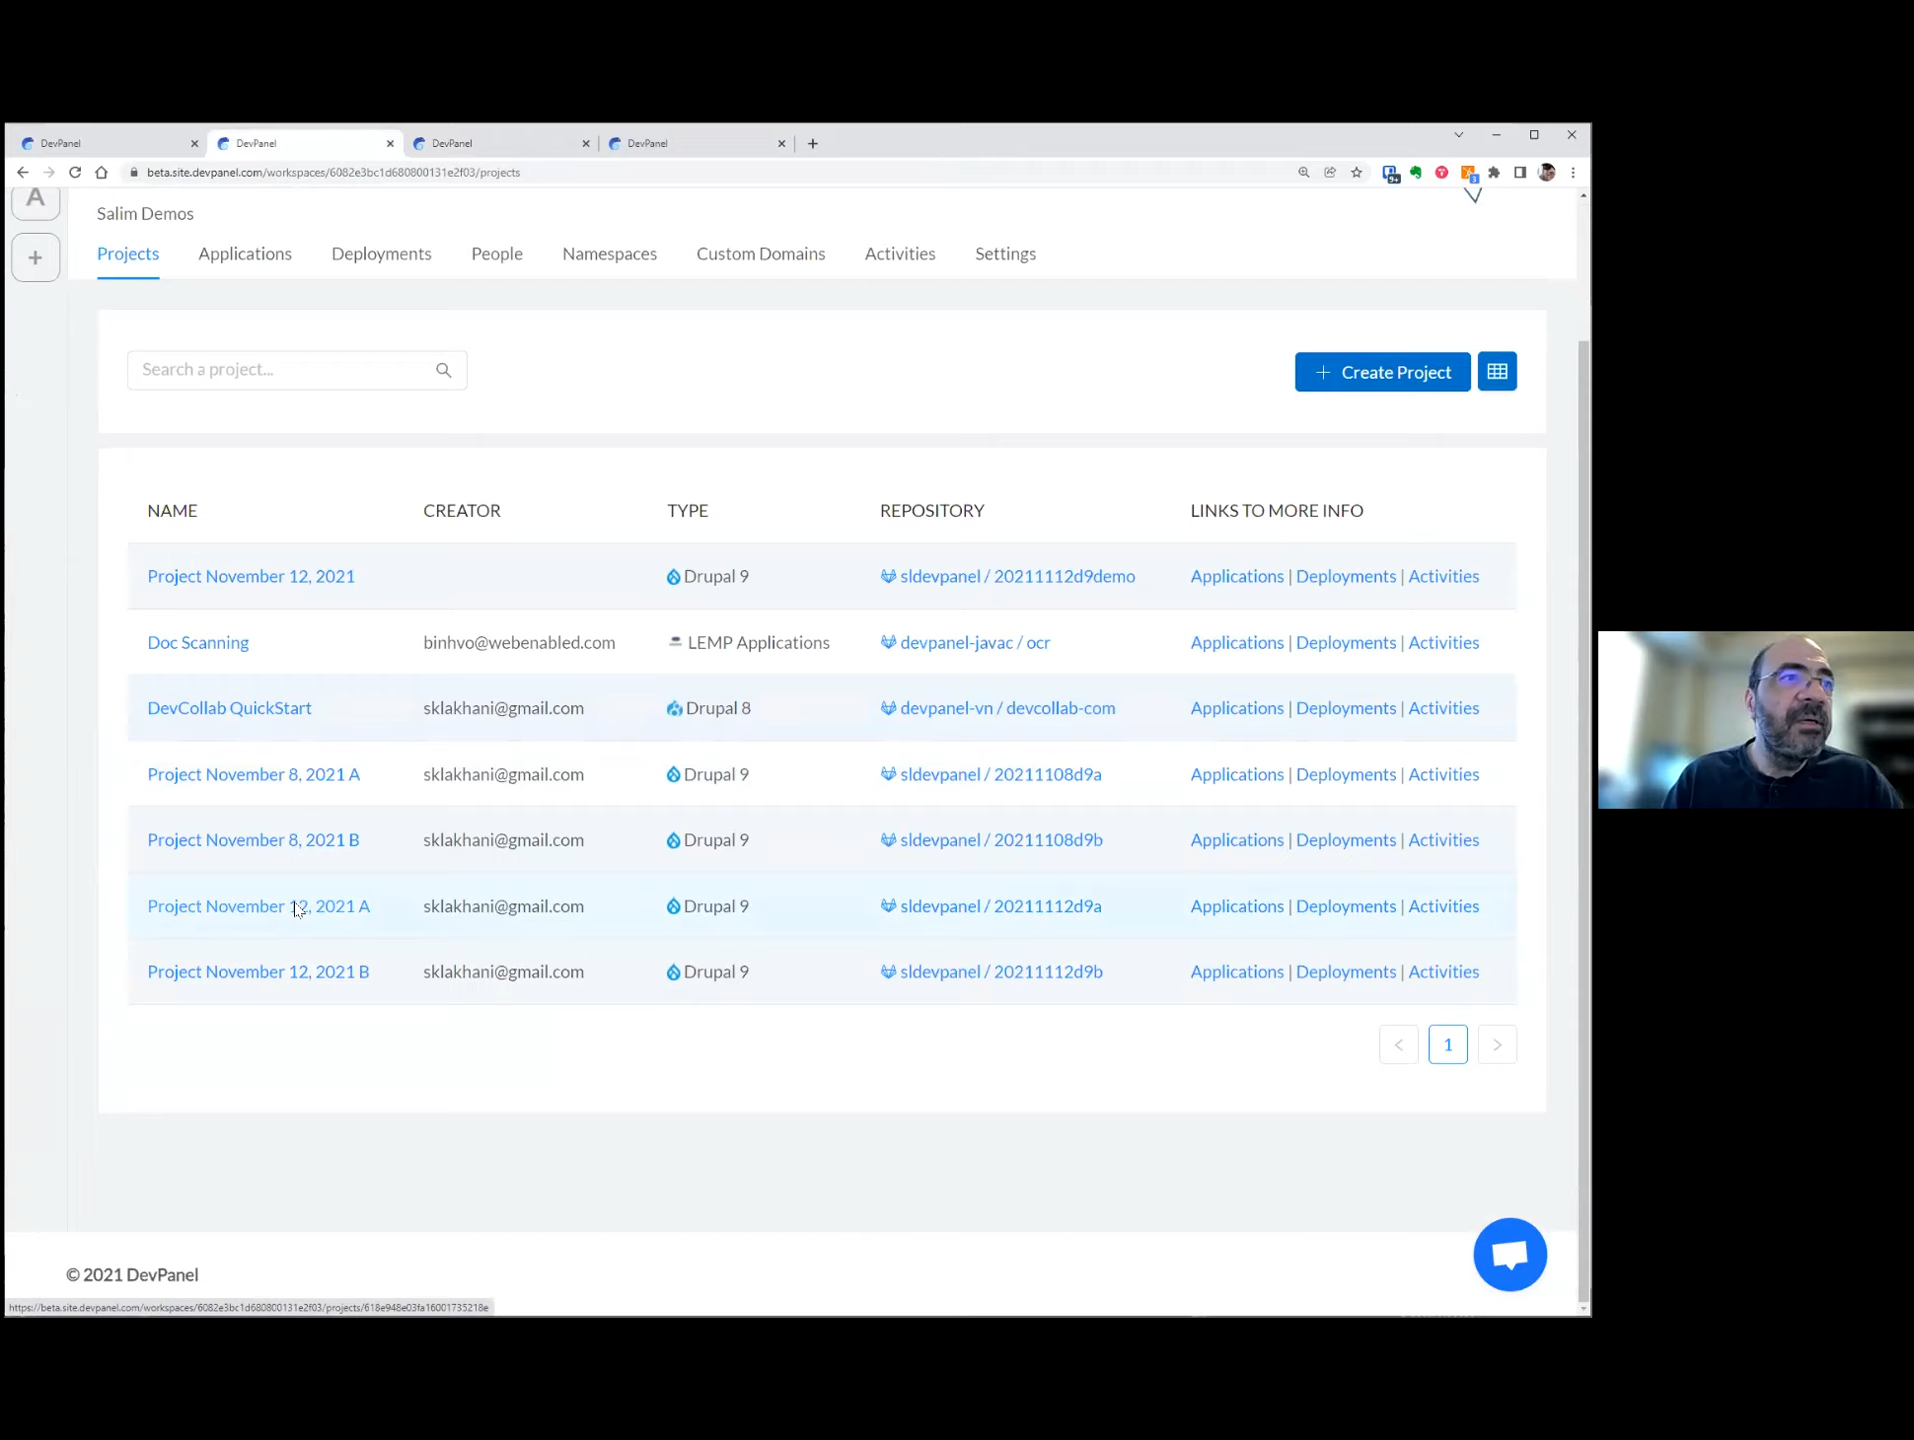 DevPanel
DevPanel
DevPanel
DevPanel
beta.site.devpanel.com/workspaces/6082e3bc1d680800131e2f03/projects
9+
3
A
Salim Demos
+
Projects Applications Deployments People Namespaces Custom Domains Activities Settings
Search a project...
+ Create Project
NAME CREATOR TYPE REPOSITORY LINKS TO MORE INFO
Project November 12, 2021 Drupal 9 sldevpanel / 20211112d9demo Applications | Deployments | Activities
Doc Scanning binhvo@webenabled.com LEMP Applications devpanel-javac / ocr Applications | Deployments | Activities
DevCollab QuickStart sklakhani@gmail.com Drupal 8 devpanel-vn / devcollab-com Applications | Deployments | Activities
Project November 8, 2021 A sklakhani@gmail.com Drupal 9 sldevpanel / 20211108d9a Applications | Deployments | Activities
Project November 8, 2021 B sklakhani@gmail.com Drupal 9 sldevpanel / 20211108d9b Applications | Deployments | Activities
Project November 12, 2021 A sklakhani@gmail.com Drupal 9 sldevpanel / 20211112d9a Applications | Deployments | Activities
Project November 12, 2021 B sklakhani@gmail.com Drupal 9 sldevpanel / 20211112d9b Applications | Deployments | Activities
< 1 >
© 2021 DevPanel
https://beta.site.devpanel.com/workspaces/6082e3bc1d680800131e2f03/projects/618e948e03fa16001735218e